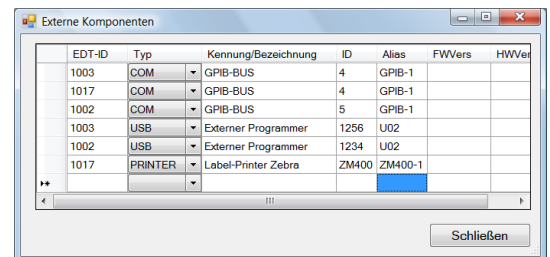 Externe Komponenten
EDT-ID Typ Kennung/Bezeichnung ID Alias FWVers HWVer
1003 COM GPIB-BUS 4 GPIB-1
1017 COM GPIB-BUS 4 GPIB-1
1002 COM GPIB-BUS 5 GPIB-1
1003 USB Externer Programmer 1256 U02
1002 USB Externer Programmer 1234 U02
1017 PRINTER Label-Printer Zebra ZM400 ZM400-1
Schließen